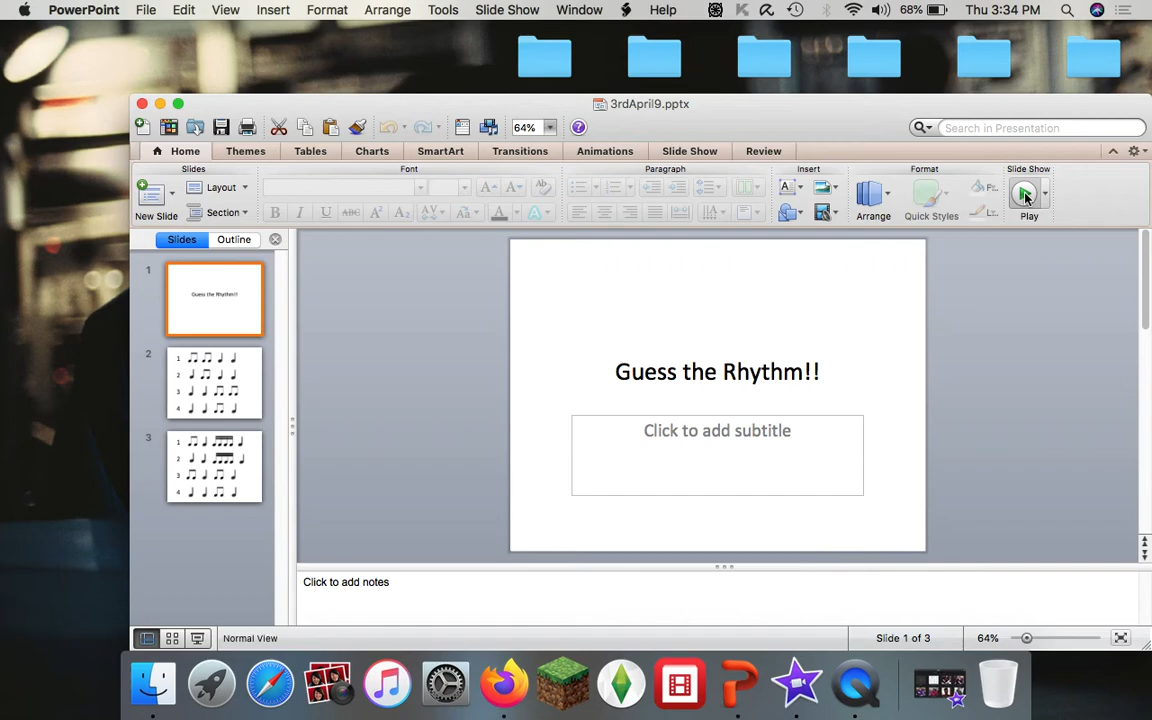 PowerPoint File Edit View Insert Format Arrange Tools Slide Show Window Help 68% Thu 3:34 PM
3rdApril9.pptx
64% Search in Presentation
Home Themes Tables Charts SmartArt Transitions Animations Slide Show Review
Slides Font Paragraph Insert Format Slide Show
Layout
New Slide Section Arrange Quick Styles Play
Slides Outline
1 Guess the Rhythm!!
2 1
2
3
4
3 1
2
3
4
Guess the Rhythm!!
Click to add subtitle
Click to add notes
Normal View Slide 1 of 3 64%